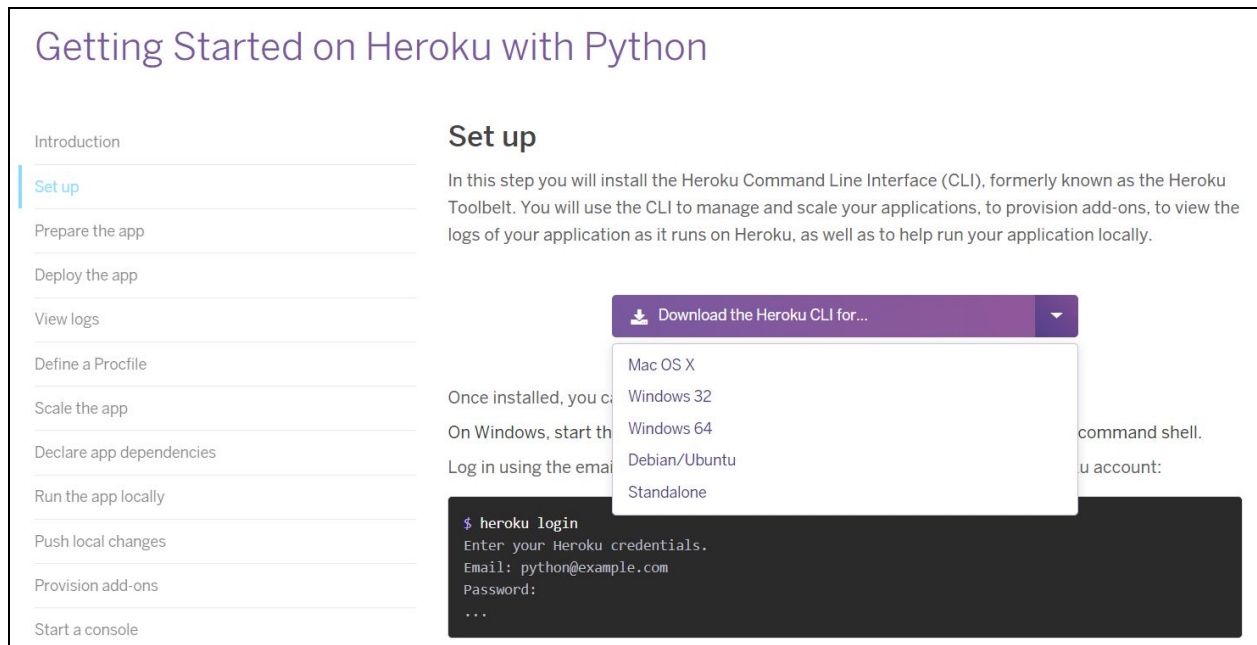 Getting Started on Heroku with Python
Introduction
Set up
Prepare the app
Deploy the app
View logs
Define a Procfile
Scale the app
Declare app dependencies
Run the app locally
Push local changes
Provision add-ons
Start a console
Set up
In this step you will install the Heroku Command Line Interface (CLI), formerly known as the Heroku
Toolbelt. You will use the CLI to manage and scale your applications, to provision add-ons, to view the
logs of your application as it runs on Heroku, as well as to help run your application locally.
Download the Heroku CLI for...
Mac OS X
Windows 32
Windows 64
Debian/Ubuntu
Standalone
Once installed, you
On Windows, start command shell.
Log in using the account:
$ heroku login
Enter your Heroku credentials.
Email: python@example.com
Password:
...